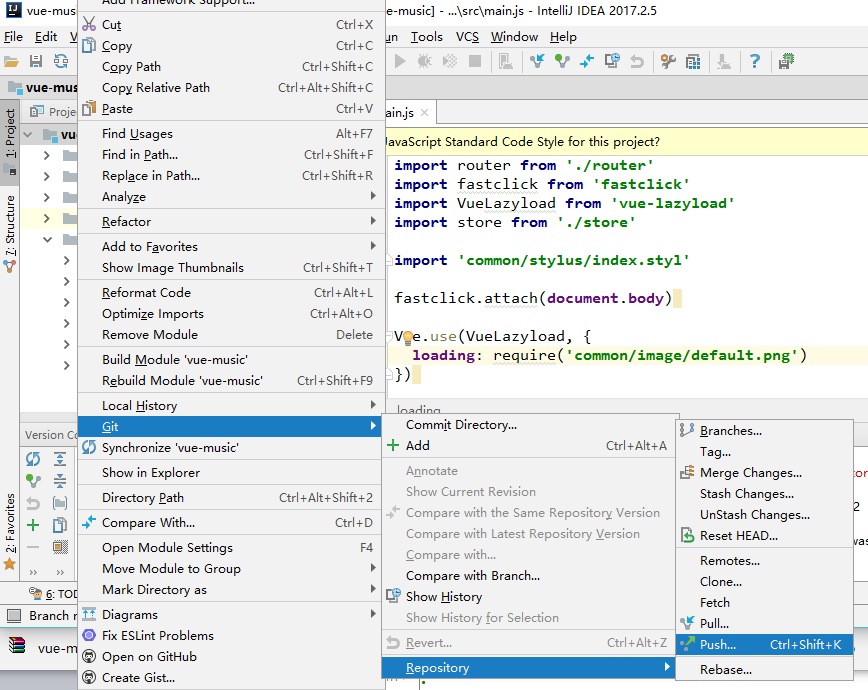 Add Framework Support...
vue-mus
e-music] - ...\src\main.js - IntelliJ IDEA 2017.2.5
File Edit V
un Tools VCS Window Help
Cut Ctrl+X
Copy Ctrl+C
Copy Path Ctrl+Shift+C
Copy Relative Path Ctrl+Alt+Shift+C
Paste Ctrl+V
Find Usages Alt+F7
Find in Path... Ctrl+Shift+F
Replace in Path... Ctrl+Shift+R
Analyze
Refactor
Add to Favorites
Show Image Thumbnails Ctrl+Shift+T
Reformat Code Ctrl+Alt+L
Optimize Imports Ctrl+Alt+O
Remove Module Delete
Build Module 'vue-music'
Rebuild Module 'vue-music' Ctrl+Shift+F9
Local History
Git
Synchronize 'vue-music'
Show in Explorer
Directory Path Ctrl+Alt+Shift+2
Compare With... Ctrl+D
Open Module Settings F4
Move Module to Group
Mark Directory as
Diagrams
Fix ESLint Problems
Open on GitHub
Create Gist...
vue-mus
1: Project
Proje
vu
7: Structure
2: Favorites
Version Co
6: TOD
Branch r
vue-m
ain.js
JavaScript Standard Code Style for this project?
import router from './router'
import fastclick from 'fastclick'
import VueLazyload from 'vue-lazyload'
import store from './store'
import 'common/stylus/index.styl'
fastclick.attach(document.body)
Vue.use(VueLazyload, {
loading: require('common/image/default.png')
})
loading
Commit Directory...
Add Ctrl+Alt+A
Annotate
Show Current Revision
Compare with the Same Repository Version
Compare with Latest Repository Version
Compare with...
Compare with Branch...
Show History
Show History for Selection
Revert... Ctrl+Alt+Z
Repository
Branches...
Tag...
Merge Changes...
Stash Changes...
UnStash Changes...
Reset HEAD...
Remotes...
Clone...
Fetch
Pull...
Push... Ctrl+Shift+K
Rebase...
tor
2
was